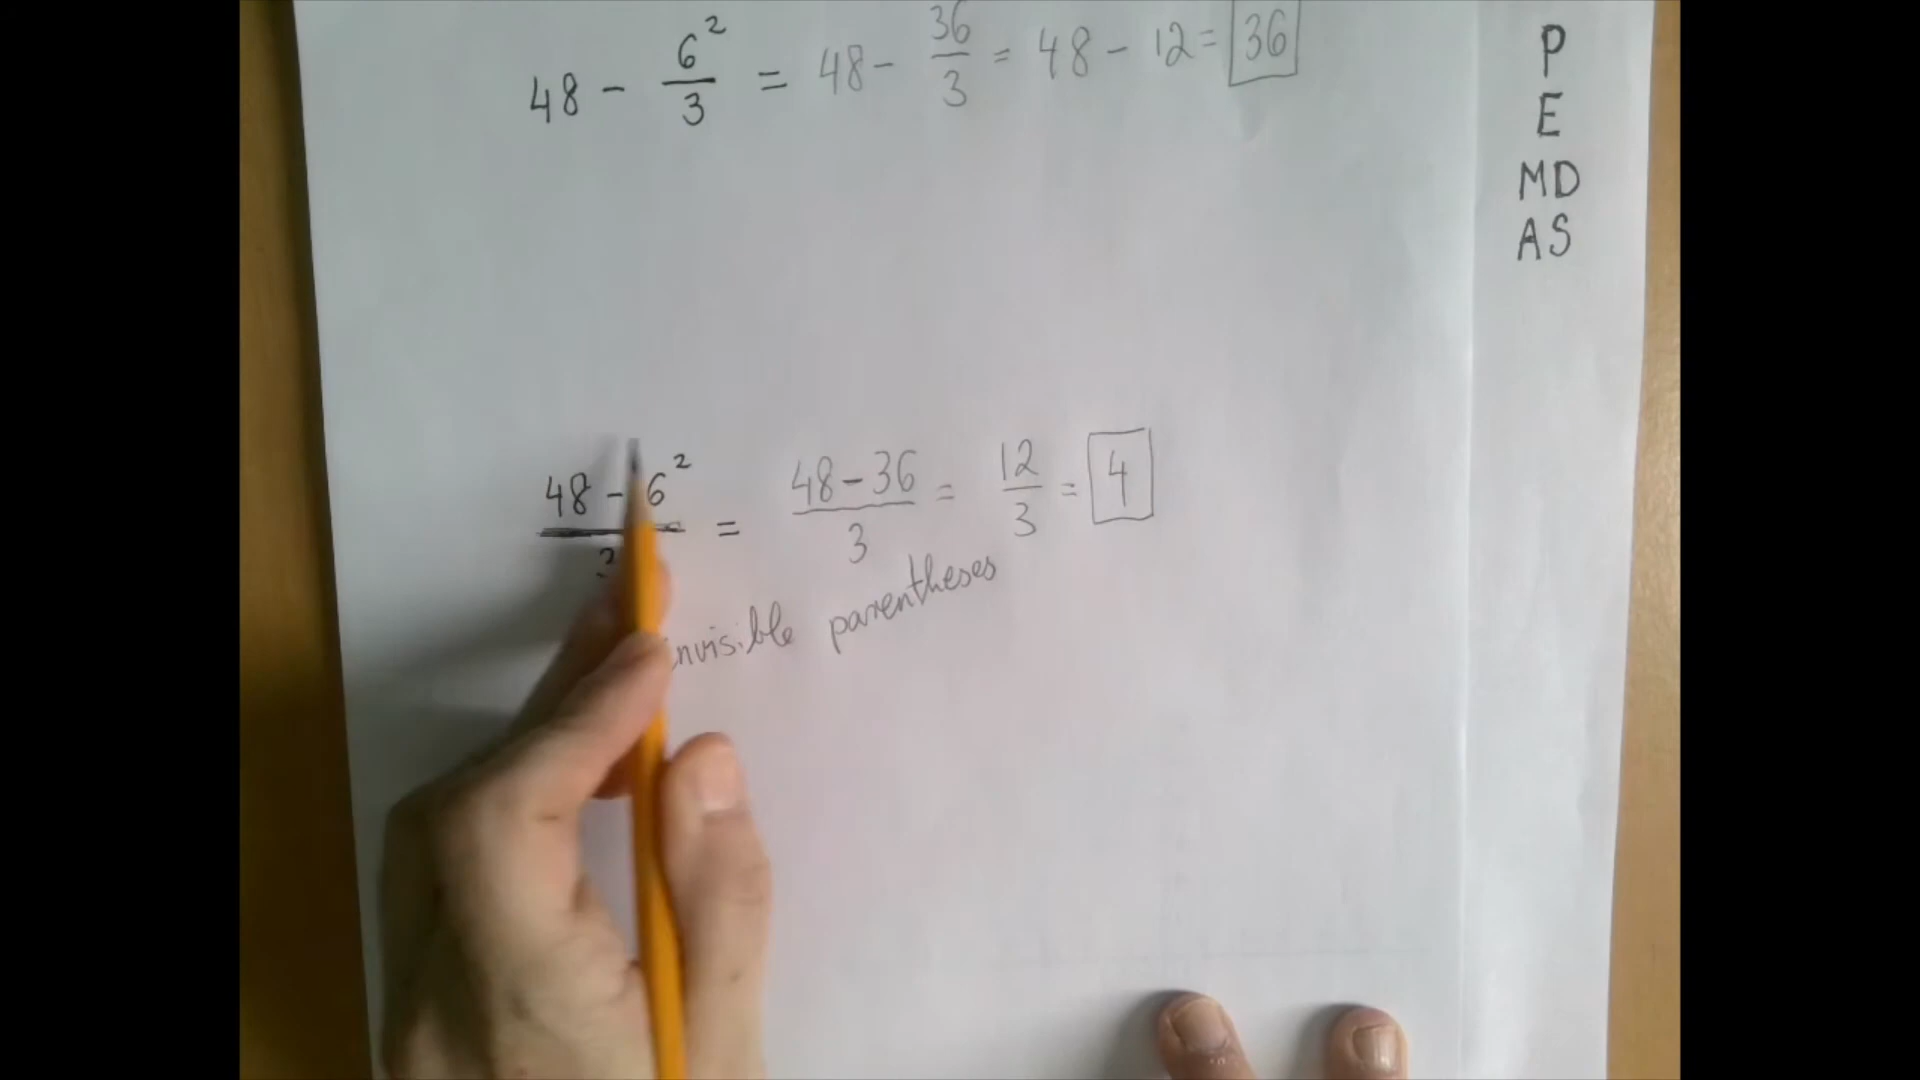 48 - 6²/3 = 48 - 36/3 = 48 - 12 = 36
P
E
MD
AS
48 - 6²/3 = 48 - 36/3 = 12/3 = 4
invisible parentheses